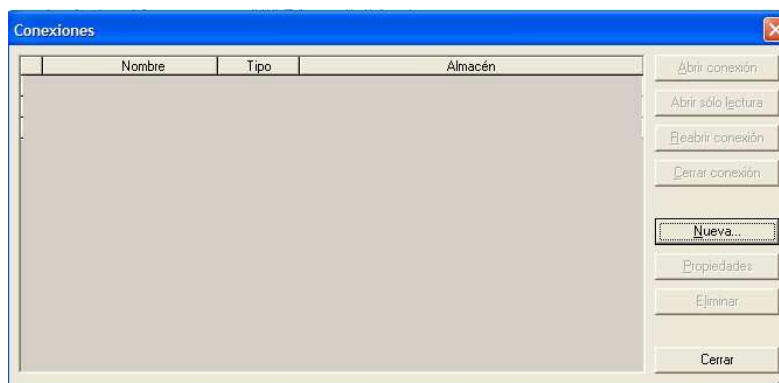 Conexiones
Nombre Tipo Almacén
Abrir conexión
Abrir sólo lectura
Reabrir conexión
Cerrar conexión
Nueva...
Propiedades
Eliminar
Cerrar